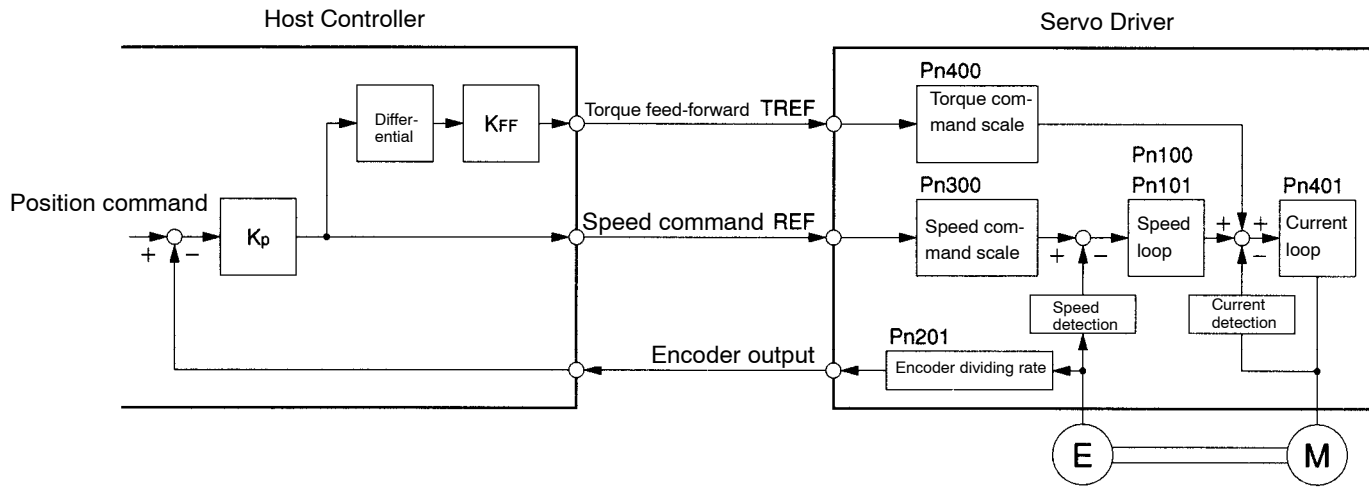 Host Controller
Servo Driver
Pn400
Differ-
ential
KFF
Torque feed-forward TREF
Torque com-
mand scale
Pn100
Pn101
Pn300
Pn401
Position command
Kp
Speed command REF
Speed com-
mand scale
Speed
loop
Current
loop
+
−
+
−
+
+
−
Speed
detection
Current
detection
Encoder output
Pn201
Encoder dividing rate
E
M